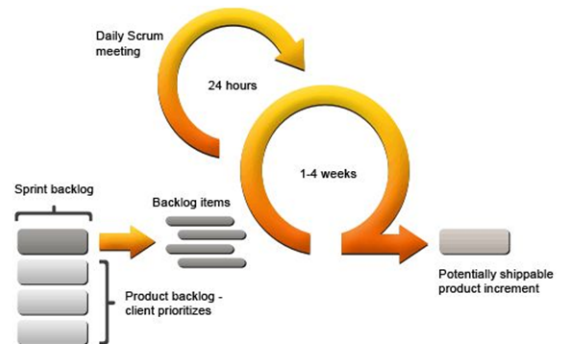 Daily Scrum
meeting
24 hours
1-4 weeks
Sprint backlog
Backlog items
Product backlog -
client prioritizes
Potentially shippable
product increment